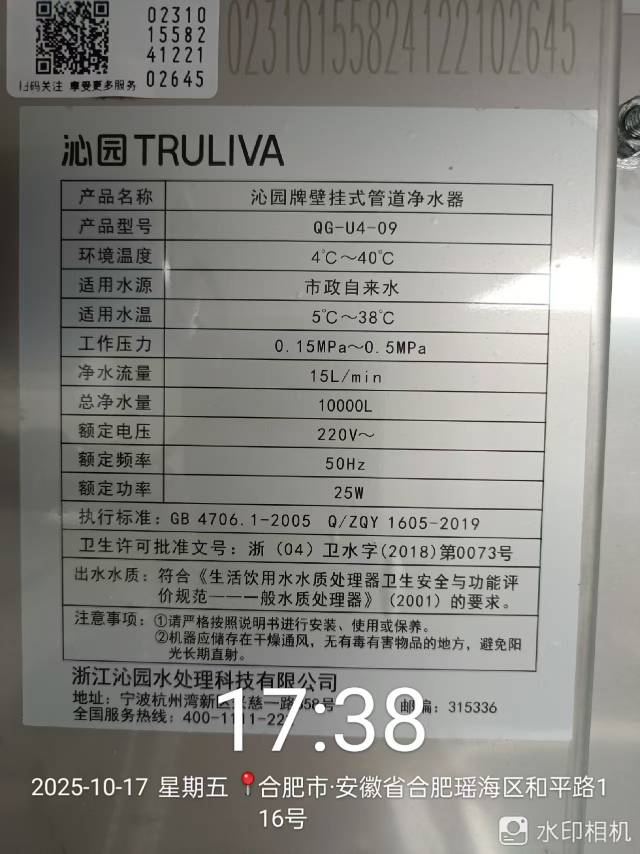 02310
15582
41221
02645
扫码关注 享受更多服务
02310155824122102645
沁园 TRULIVA
产品名称 沁园牌壁挂式管道净水器
产品型号 QG-U4-09
环境温度 4℃～40℃
适用水源 市政自来水
适用水温 5℃～38℃
工作压力 0.15MPa～0.5MPa
净水流量 15L/min
总净水量 10000L
额定电压 220V～
额定频率 50Hz
额定功率 25W
执行标准：GB 4706.1-2005 Q/ZQY 1605-2019
卫生许可批准文号：浙（04）卫水字(2018)第0073号
出水水质：符合《生活饮用水水质处理器卫生安全与功能评
价规范——一般水质处理器》（2001）的要求。
注意事项：①请严格按照说明书进行安装、使用或保养。
②机器应储存在干燥通风，无有毒有害物品的地方，避免阳
光长期直射。
浙江沁园水处理科技有限公司
地址：宁波杭州湾新区 慈一路 58号 邮编：315336
全国服务热线：400-1111-22
17:38
2025-10-17 星期五 合肥市·安徽省合肥瑶海区和平路1
16号
水印相机